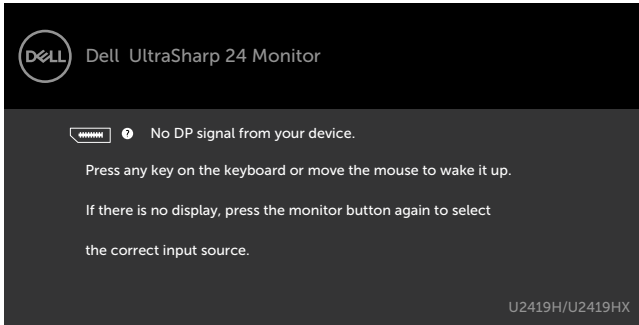 DELL
Dell UltraSharp 24 Monitor
? No DP signal from your device.
Press any key on the keyboard or move the mouse to wake it up.
If there is no display, press the monitor button again to select
the correct input source.
U2419H/U2419HX